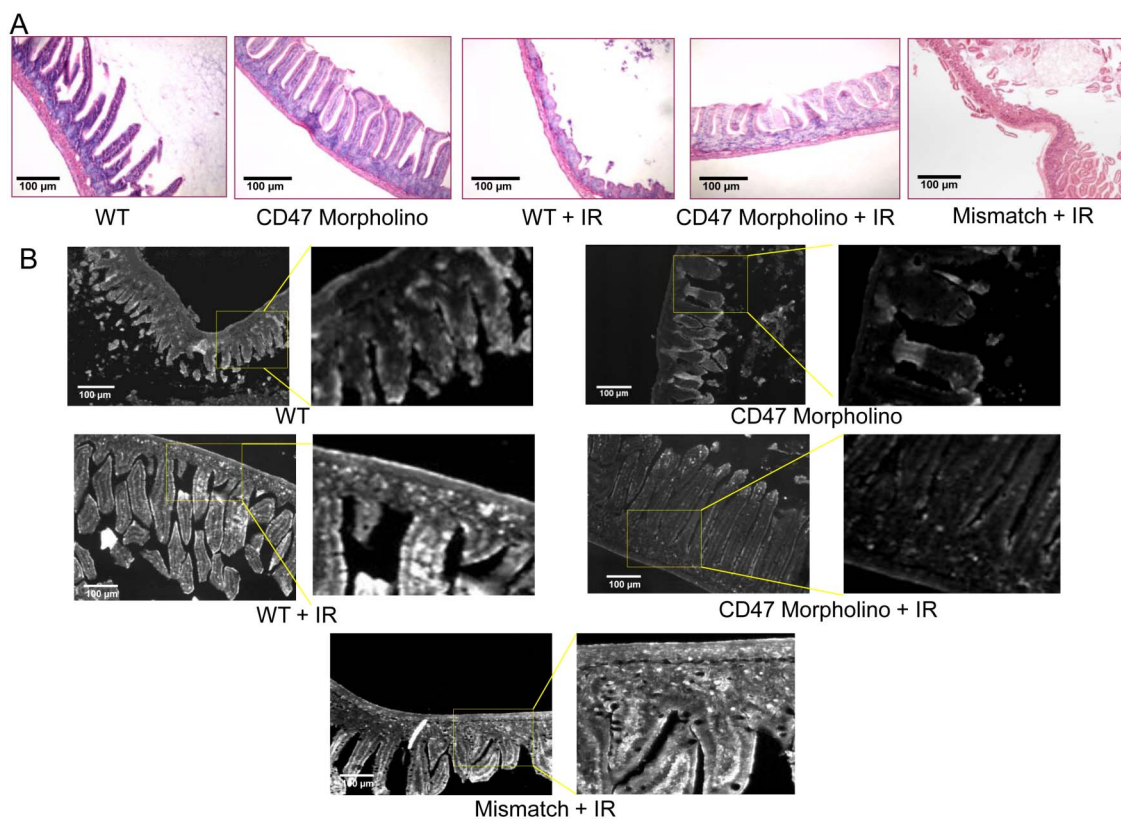 A
100 µm
100 µm
100 µm
100 µm
100 µm
WT
CD47 Morpholino
WT + IR
CD47 Morpholino + IR
Mismatch + IR
B
100 µm
100 µm
WT
CD47 Morpholino
100 µm
100 µm
WT + IR
CD47 Morpholino + IR
100 µm
Mismatch + IR